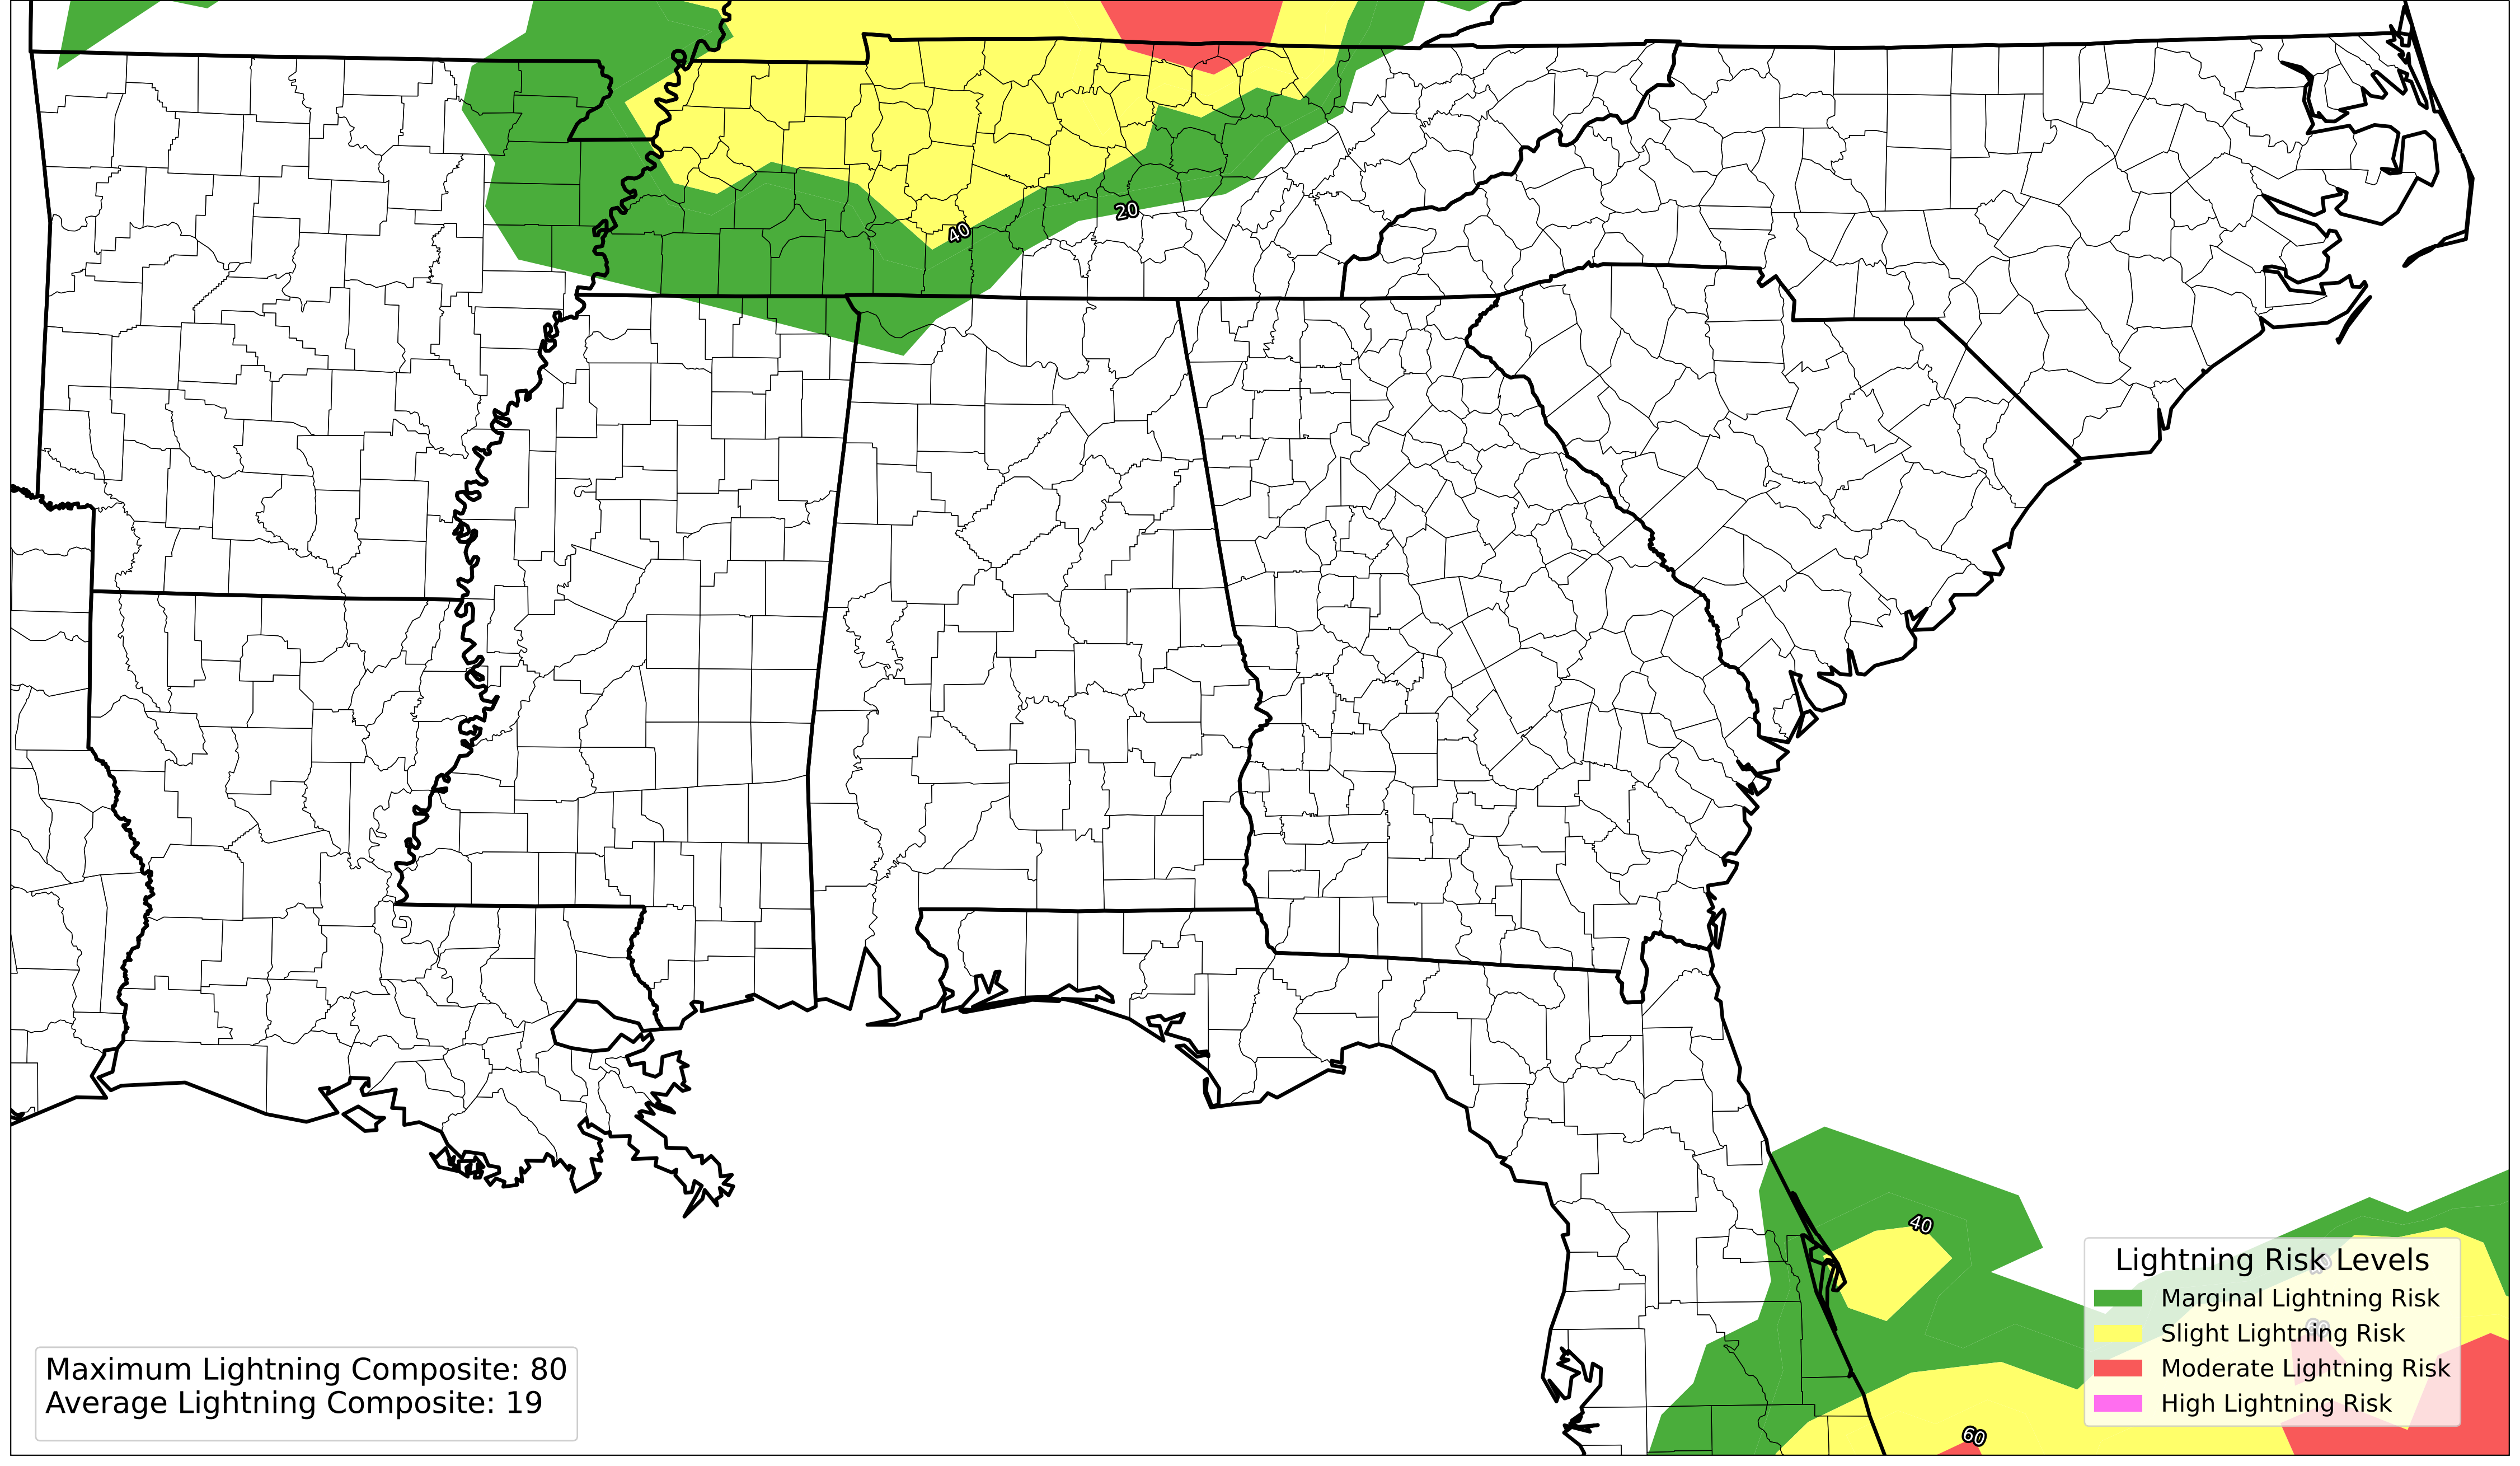 20
40
40
Lightning Risk Levels
Marginal Lightning Risk
Slight Lightning Risk
Moderate Lightning Risk
High Lightning Risk
Maximum Lightning Composite: 80
Average Lightning Composite: 19
60